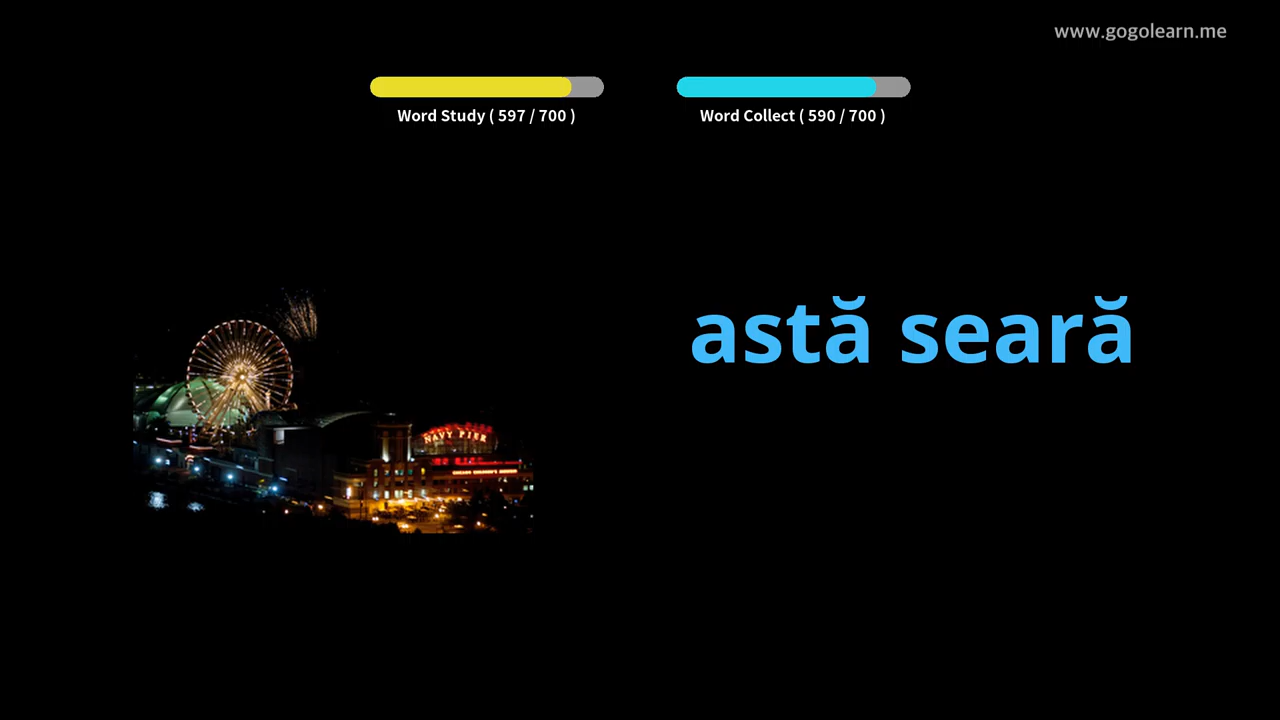 www.gogolearn.me
Word Study ( 597 / 700 )
Word Collect ( 590 / 700 )
astă seară
NAVY PIER